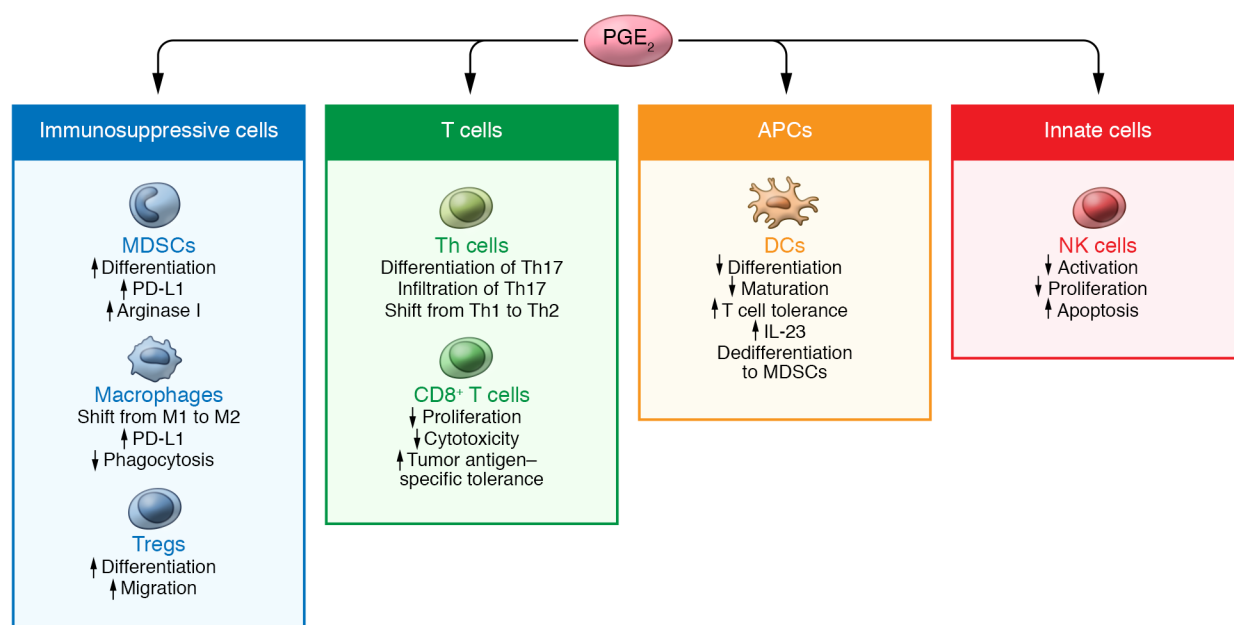 PGE₂
Immunosuppressive cells
MDSCs
↑Differentiation
↑PD-L1
↑Arginase I
Macrophages
Shift from M1 to M2
↑PD-L1
↓Phagocytosis
Tregs
↑Differentiation
↑Migration
T cells
Th cells
Differentiation of Th17
Infiltration of Th17
Shift from Th1 to Th2
CD8⁺ T cells
↓Proliferation
↓Cytotoxicity
↑Tumor antigen–
specific tolerance
APCs
DCs
↓Differentiation
↓Maturation
↑T cell tolerance
↑IL-23
Dedifferentiation
to MDSCs
Innate cells
NK cells
↓Activation
↓Proliferation
↑Apoptosis